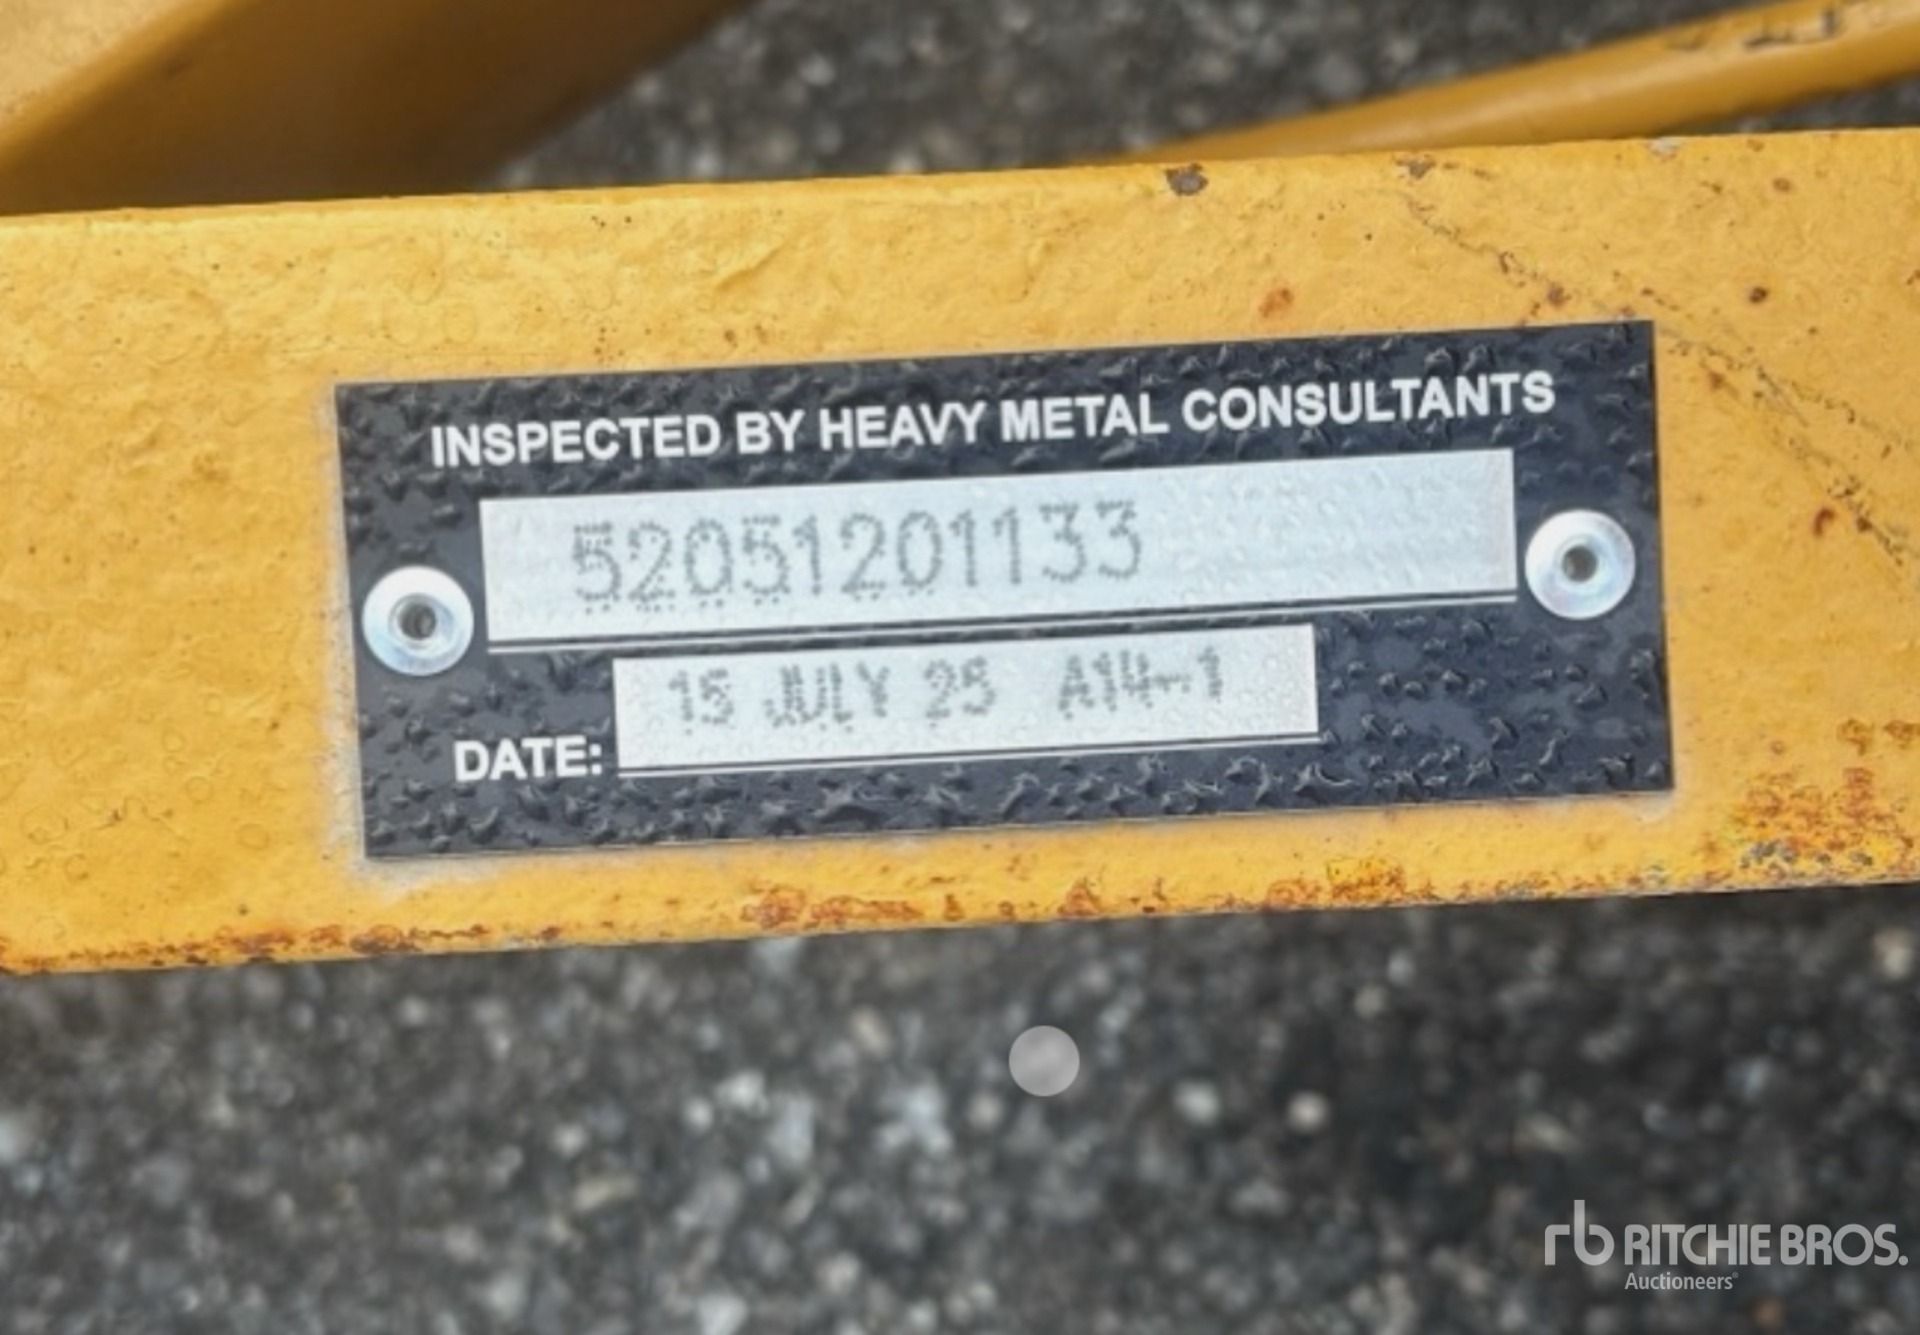 INSPECTED BY HEAVY METAL CONSULTANTS
52051201133
DATE: 15 JULY 25 A14-1
rb RITCHIE BROS.
Auctioneers®